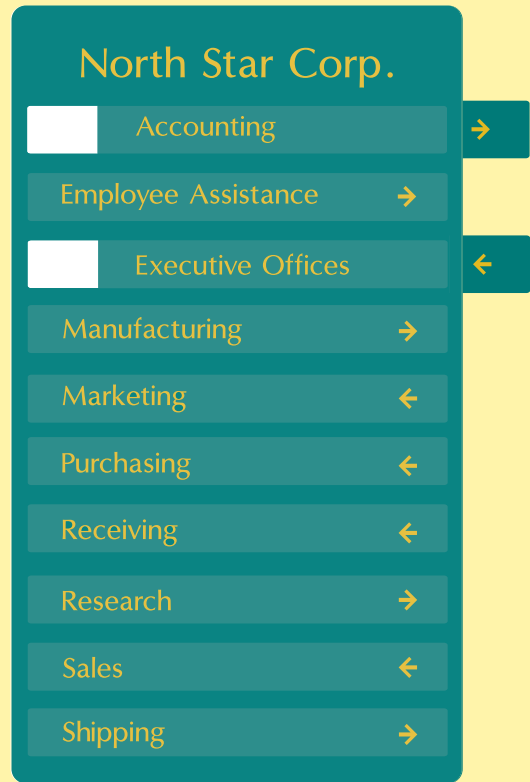 North Star Corp.
Accounting →
Employee Assistance →
Executive Offices ←
Manufacturing →
Marketing ←
Purchasing ←
Receiving ←
Research →
Sales ←
Shipping →